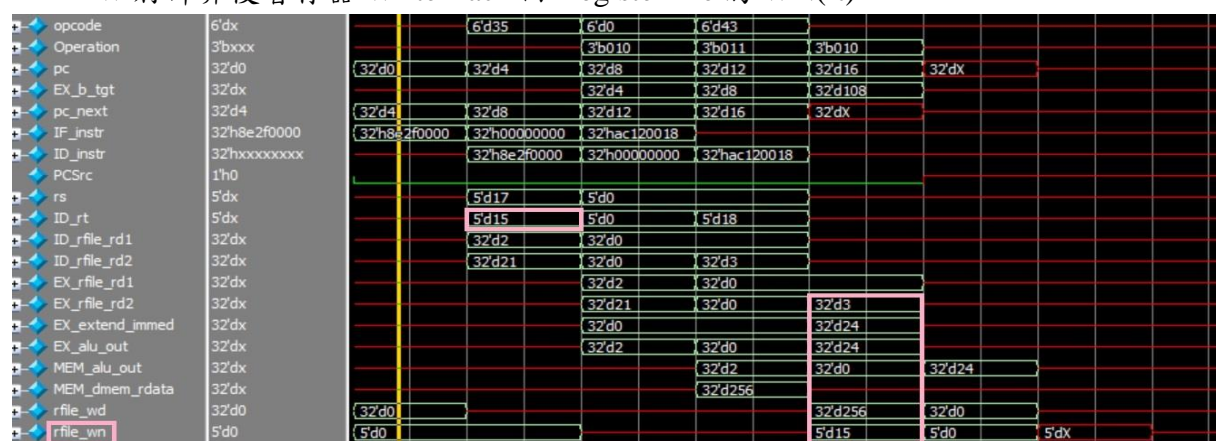 opcode 6'dx 6'd35 6'd0 6'd43
Operation 3'bxxx 3'b010 3'b011 3'b010
pc 32'd0 32'd0 32'd4 32'd8 32'd12 32'd16 32'dX
EX_b_tgt 32'dx 32'd4 32'd8 32'd108
pc_next 32'd4 32'd4 32'd8 32'd12 32'd16 32'dX
IF_instr 32'h8e2f0000 32'h8e2f0000 32'h00000000 32'hac120018
ID_instr 32'hxxxxxxxx 32'h8e2f0000 32'h00000000 32'hac120018
PCSrc 1'h0
rs 5'dx 5'd17 5'd0
ID_rt 5'dx 5'd15 5'd0 5'd18
ID_rfile_rd1 32'dx 32'd2 32'd0
ID_rfile_rd2 32'dx 32'd21 32'd0 32'd3
EX_rfile_rd1 32'dx 32'd2 32'd0
EX_rfile_rd2 32'dx 32'd21 32'd0 32'd3
EX_extend_immed 32'dx 32'd0 32'd24
EX_alu_out 32'dx 32'd2 32'd0 32'd24
MEM_alu_out 32'dx 32'd2 32'd0 32'd24
MEM_dmem_rdata 32'dx 32'd256
rfile_wd 32'd0 32'd0 32'd256 32'd0
rfile_wn 5'd0 5'd0 5'd15 5'd0 5'dX